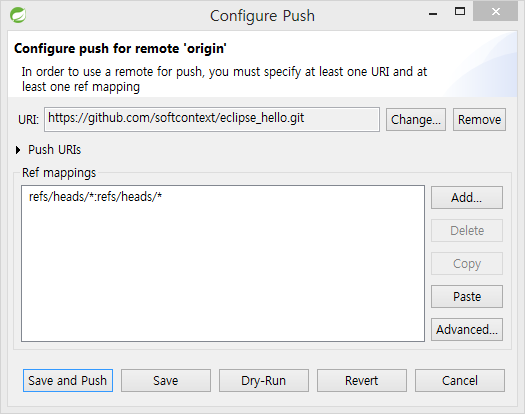 Configure Push
Configure push for remote 'origin'
In order to use a remote for push, you must specify at least one URI and at
least one ref mapping
URI: https://github.com/softcontext/eclipse_hello.git Change... Remove
Push URIs
Ref mappings
refs/heads/*:refs/heads/* Add...
Delete
Copy
Paste
Advanced...
Save and Push Save Dry-Run Revert Cancel